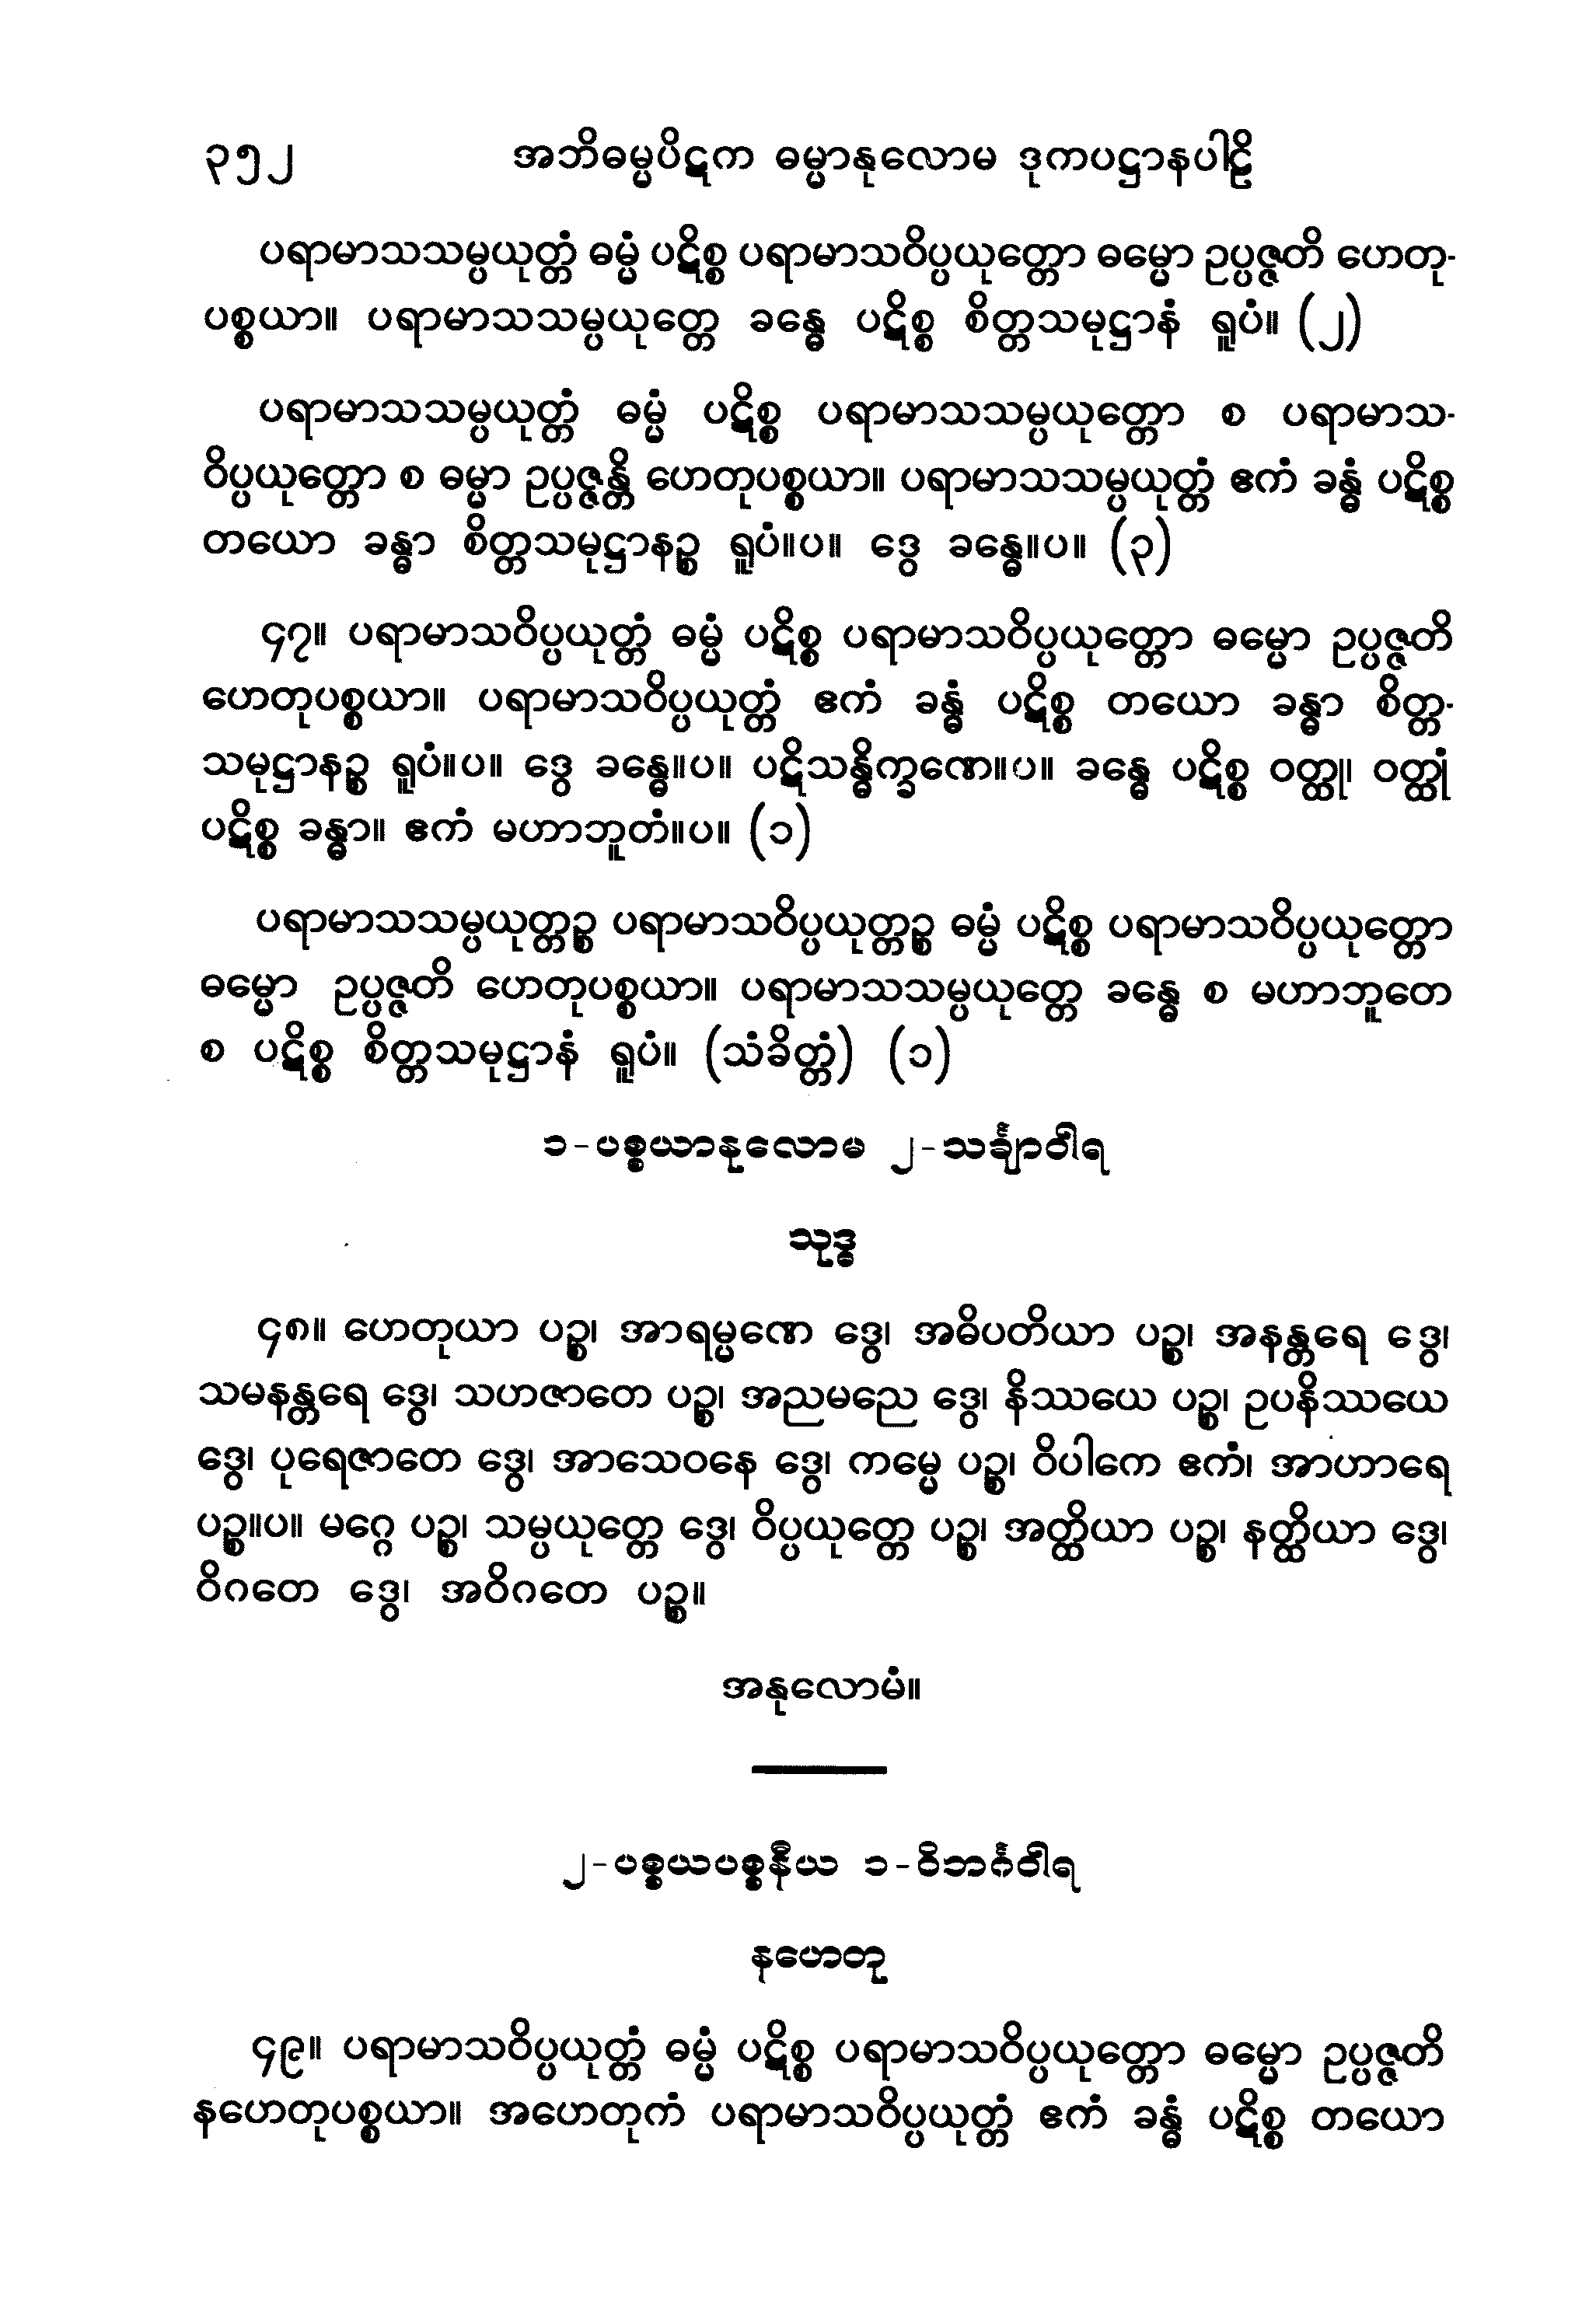 ၃၅၂ အဘိဓမ္မပိဋက ဓမ္မာနုလောမ ဒုကပဋ္ဌာနပါဠိ
ပရာမာသသမ္ပယုတ္တံ ဓမ္မံ ပဋိစ္စ ပရာမာသဝိပ္ပယုတ္တော ဓမ္မော ဥပ္ပဇ္ဇတိ ဟေတု-
ပစ္စယာ။ ပရာမာသသမ္ပယုတ္တေ ခန္ဓေ ပဋိစ္စ စိတ္တသမုဋ္ဌာနံ ရူပံ။ (၂)
ပရာမာသသမ္ပယုတ္တံ ဓမ္မံ ပဋိစ္စ ပရာမာသသမ္ပယုတ္တော စ ပရာမာသ-
ဝိပ္ပယုတ္တော စ ဓမ္မာ ဥပ္ပဇ္ဇန္တိ ဟေတုပစ္စယာ။ ပရာမာသသမ္ပယုတ္တံ ဧကံ ခန္ဓံ ပဋိစ္စ
တယော ခန္ဓာ စိတ္တသမုဋ္ဌာနဉ္စ ရူပံ။ပ။ ဒွေ ခန္ဓေ။ပ။ (၃)
၄၇။ ပရာမာသဝိပ္ပယုတ္တံ ဓမ္မံ ပဋိစ္စ ပရာမာသဝိပ္ပယုတ္တော ဓမ္မော ဥပ္ပဇ္ဇတိ
ဟေတုပစ္စယာ။ ပရာမာသဝိပ္ပယုတ္တံ ဧကံ ခန္ဓံ ပဋိစ္စ တယော ခန္ဓာ စိတ္တ-
သမုဋ္ဌာနဉ္စ ရူပံ။ပ။ ဒွေ ခန္ဓေ။ပ။ ပဋိသန္ဓိက္ခဏေ။ပ။ ခန္ဓေ ပဋိစ္စ ဝတ္ထု၊ ဝတ္ထုံ
ပဋိစ္စ ခန္ဓာ။ ဧကံ မဟာဘူတံ။ပ။ (၁)
ပရာမာသသမ္ပယုတ္တဉ္စ ပရာမာသဝိပ္ပယုတ္တဉ္စ ဓမ္မံ ပဋိစ္စ ပရာမာသဝိပ္ပယုတ္တော
ဓမ္မော ဥပ္ပဇ္ဇတိ ဟေတုပစ္စယာ။ ပရာမာသသမ္ပယုတ္တေ ခန္ဓေ စ မဟာဘူတေ
စ ပဋိစ္စ စိတ္တသမုဋ္ဌာနံ ရူပံ။ (သံခိတ္တံ) (၁)
၁-ပစ္စယာနုလောမ ၂-သင်္ချာဝါရ
သုဒ္ဓ
၄၈။ ဟေတုယာ ပဉ္စ၊ အာရမ္မဏေ ဒွေ၊ အဓိပတိယာ ပဉ္စ၊ အနန္တရေ ဒွေ၊
သမနန္တရေ ဒွေ၊ သဟဇာတေ ပဉ္စ၊ အညမညေ ဒွေ၊ နိဿယေ ပဉ္စ၊ ဥပနိဿယေ
ဒွေ၊ ပုရေဇာတေ ဒွေ၊ အာသေဝနေ ဒွေ၊ ကမ္မေ ပဉ္စ၊ ဝိပါကေ ဧကံ၊ အာဟာရေ
ပဉ္စ။ပ။ မဂ္ဂေ ပဉ္စ၊ သမ္ပယုတ္တေ ဒွေ၊ ဝိပ္ပယုတ္တေ ပဉ္စ၊ အတ္ထိယာ ပဉ္စ၊ နတ္ထိယာ ဒွေ၊
ဝိဂတေ ဒွေ၊ အဝိဂတေ ပဉ္စ။
အနုလောမံ။
၂-ပစ္စယပစ္စနီယ ၁-ဝိဘင်္ဂဝါရ
နဟေတု
၄၉။ ပရာမာသဝိပ္ပယုတ္တံ ဓမ္မံ ပဋိစ္စ ပရာမာသဝိပ္ပယုတ္တော ဓမ္မော ဥပ္ပဇ္ဇတိ
နဟေတုပစ္စယာ။ အဟေတုကံ ပရာမာသဝိပ္ပယုတ္တံ ဧကံ ခန္ဓံ ပဋိစ္စ တယော